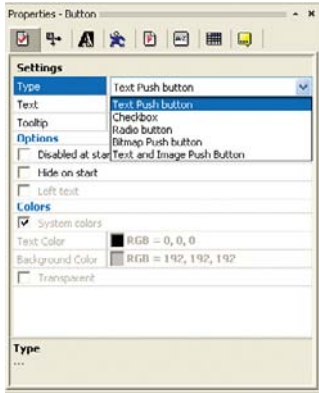 Properties - Button
Settings
Type Text Push button
Text Text Push button
Checkbox
Tooltip Radio button
Options Bitmap Push button
Disabled at star Text and Image Push Button
Hide on start
Left text
Colors
System colors
Text Color RGB = 0, 0, 0
Background Color RGB = 192, 192, 192
Transparent
Type
...